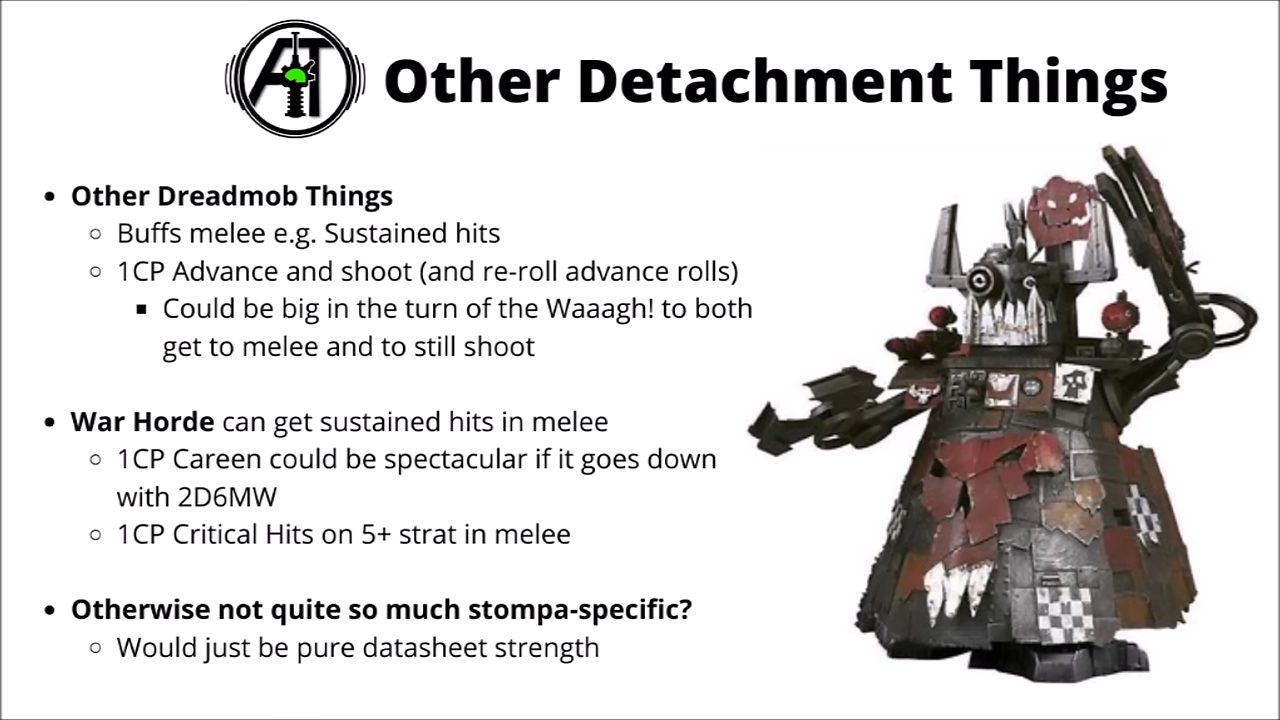 AT
Other Detachment Things
Other Dreadmob Things
Buffs melee e.g. Sustained hits
1CP Advance and shoot (and re-roll advance rolls)
Could be big in the turn of the Waaagh! to both
get to melee and to still shoot
War Horde can get sustained hits in melee
1CP Careen could be spectacular if it goes down
with 2D6MW
1CP Critical Hits on 5+ strat in melee
Otherwise not quite so much stompa-specific?
Would just be pure datasheet strength